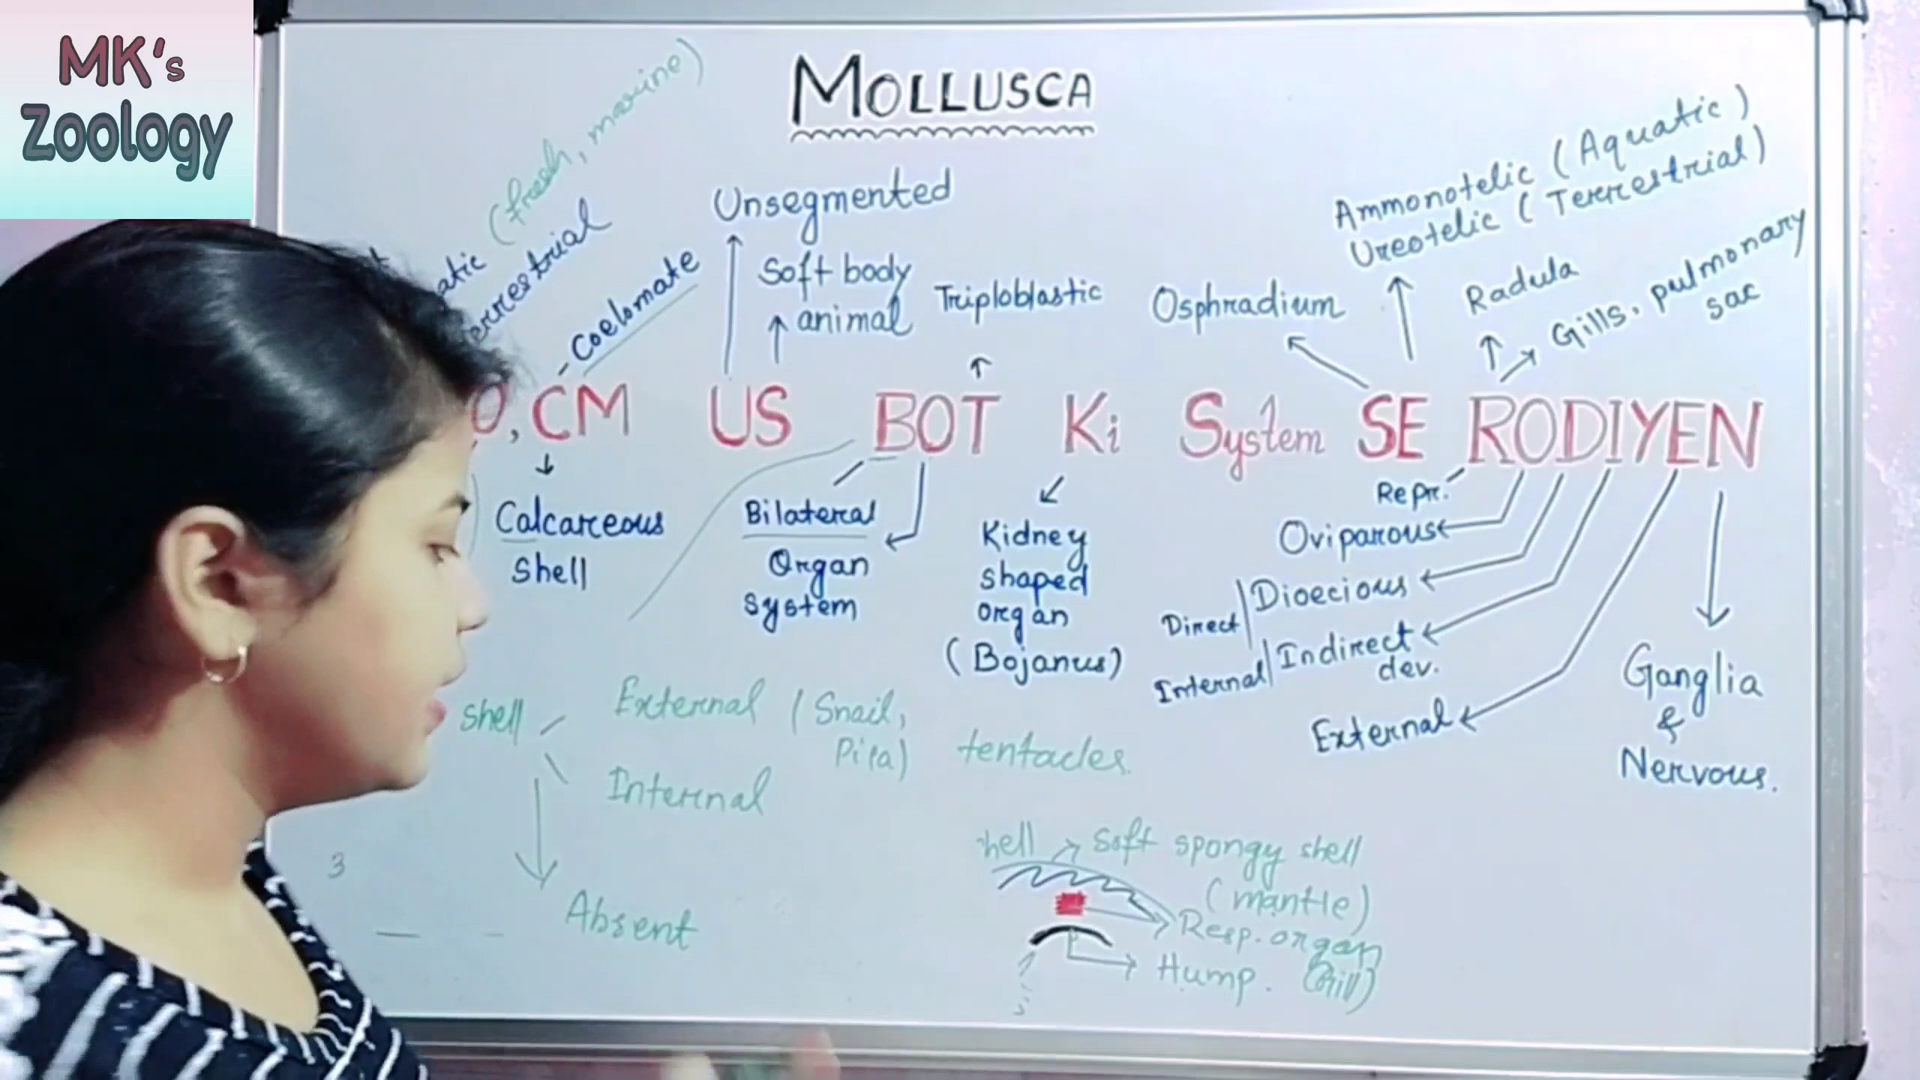 MK's
Zoology
MOLLUSCA
(fresh, marine)
Terrestrial
Coelomate
Unsegmented
Soft body
animal
Triploblastic
Osphradium
Ammonotelic (Aquatic)
Ureotelic (Terrestrial)
Radula
Gills, pulmonary
sac
, CM US BOT Ki System SE RODIYEN
Calcareous
Shell
Bilateral
Organ
system
Kidney
shaped
organ
(Bojanus)
Repr.
Oviparous
Dioecious
Direct
Indirect
dev.
Internal
External
Ganglia
&
Nervous.
shell
External (Snail,
Pila)
Internal
Absent
tentacles.
3
Soft spongy shell
(mantle)
Resp. organ
(Gill)
Hump.